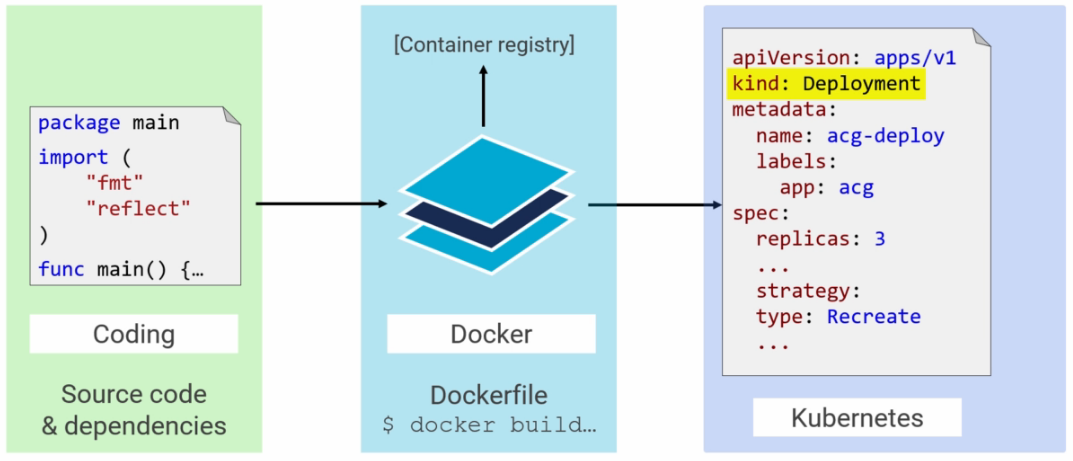 package main
import (
    "fmt"
    "reflect"
)
func main() {…
Coding
Source code
& dependencies
[Container registry]
Docker
Dockerfile
$ docker build…
apiVersion: apps/v1
kind: Deployment
metadata:
  name: acg-deploy
  labels:
    app: acg
spec:
  replicas: 3
  ...
  strategy:
  type: Recreate
  ...
Kubernetes